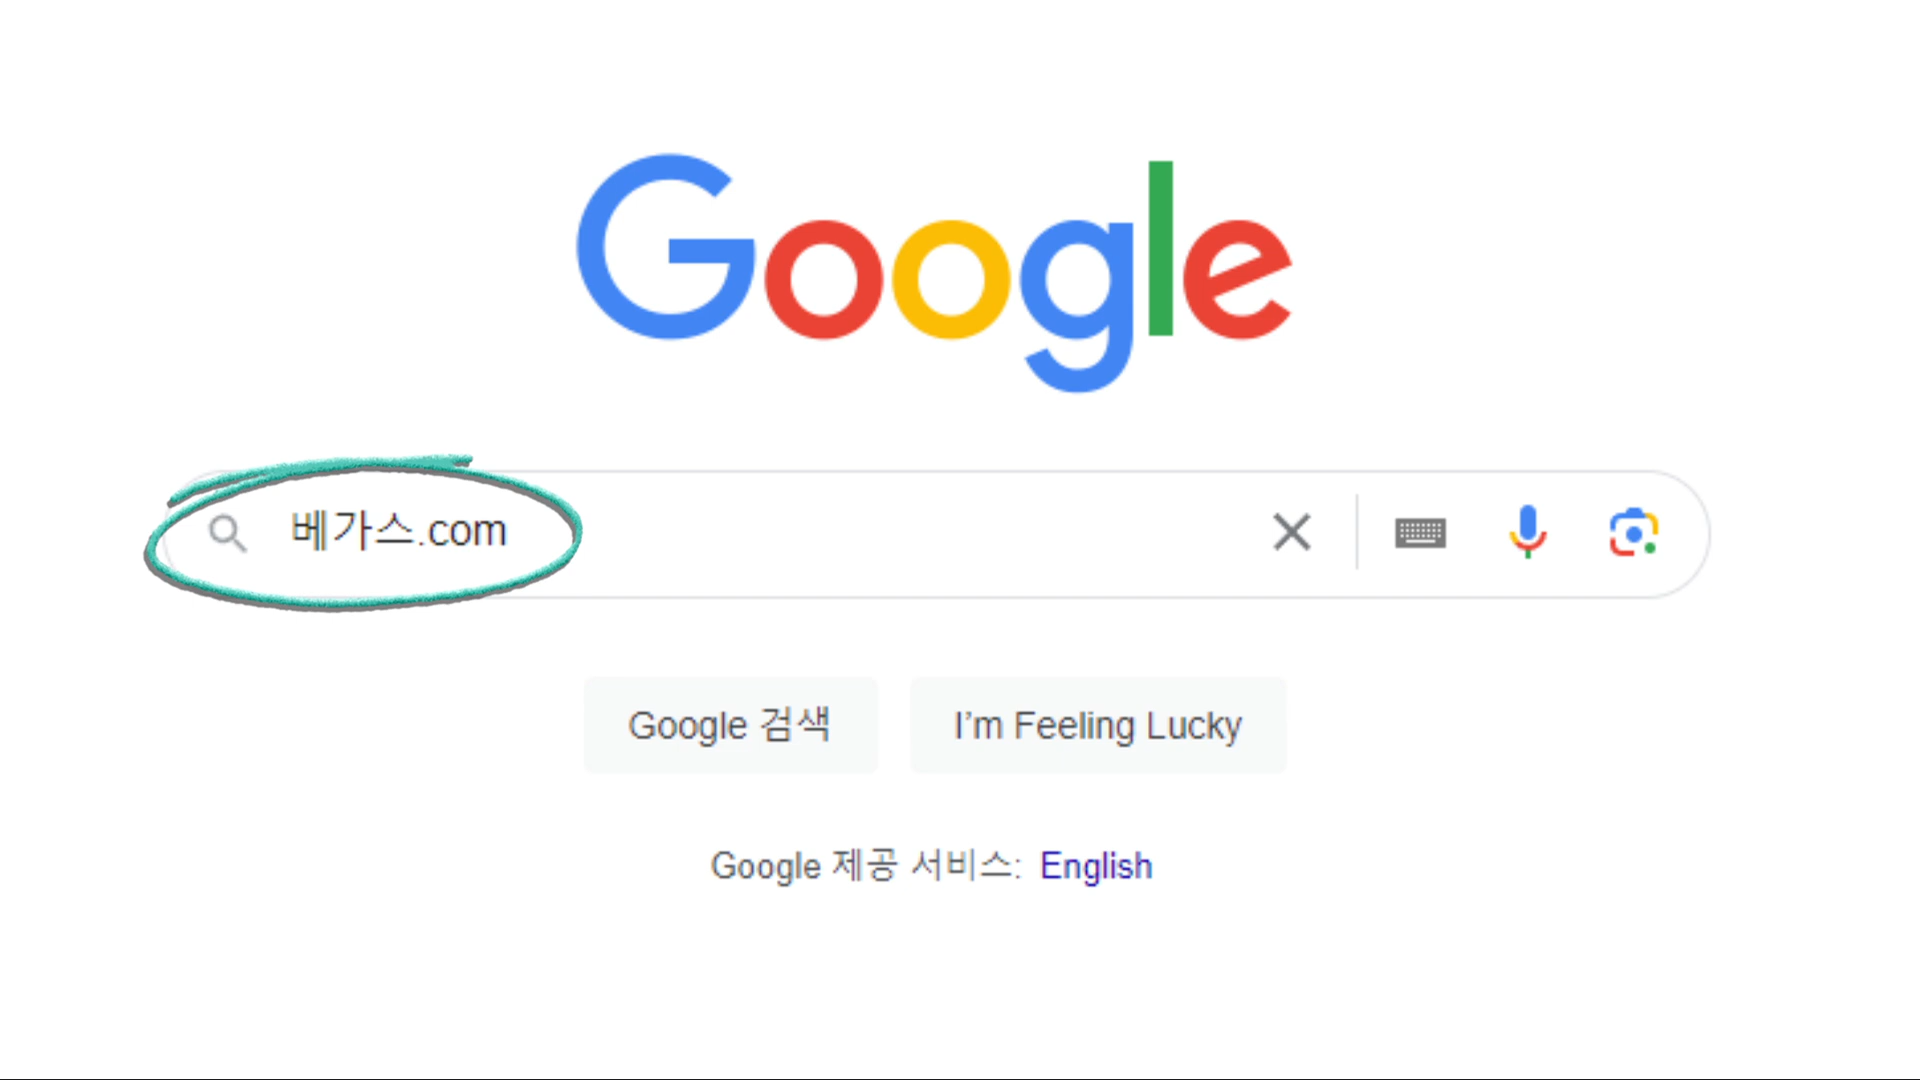 Google
베가스.com
Google 검색
I'm Feeling Lucky
Google 제공 서비스: English